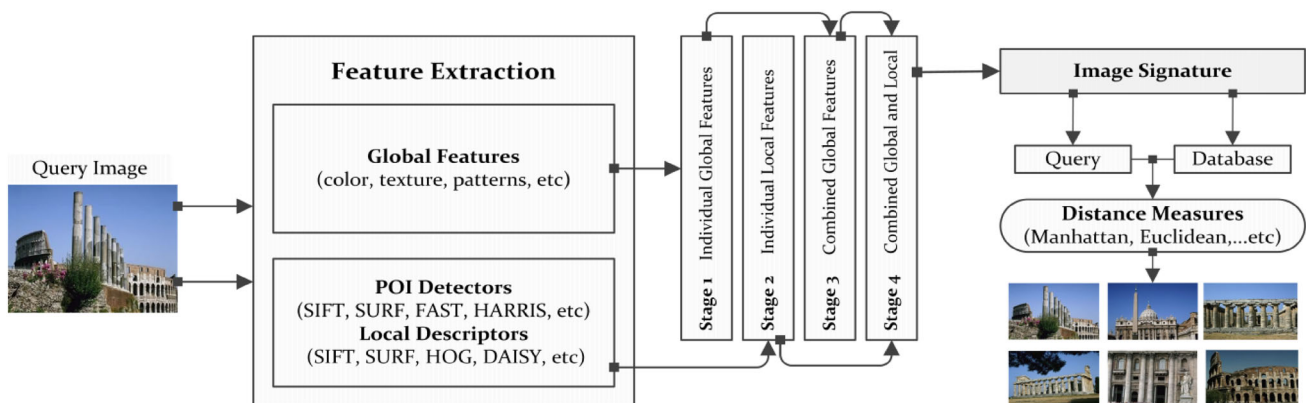 Query Image
Feature Extraction
Global Features
(color, texture, patterns, etc)
POI Detectors
(SIFT, SURF, FAST, HARRIS, etc)
Local Descriptors
(SIFT, SURF, HOG, DAISY, etc)
Stage 1 Individual Global Features
Stage 2 Individual Local Features
Stage 3 Combined Global Features
Stage 4 Combined Global and Local
Image Signature
Query
Database
Distance Measures
(Manhattan, Euclidean,...etc)